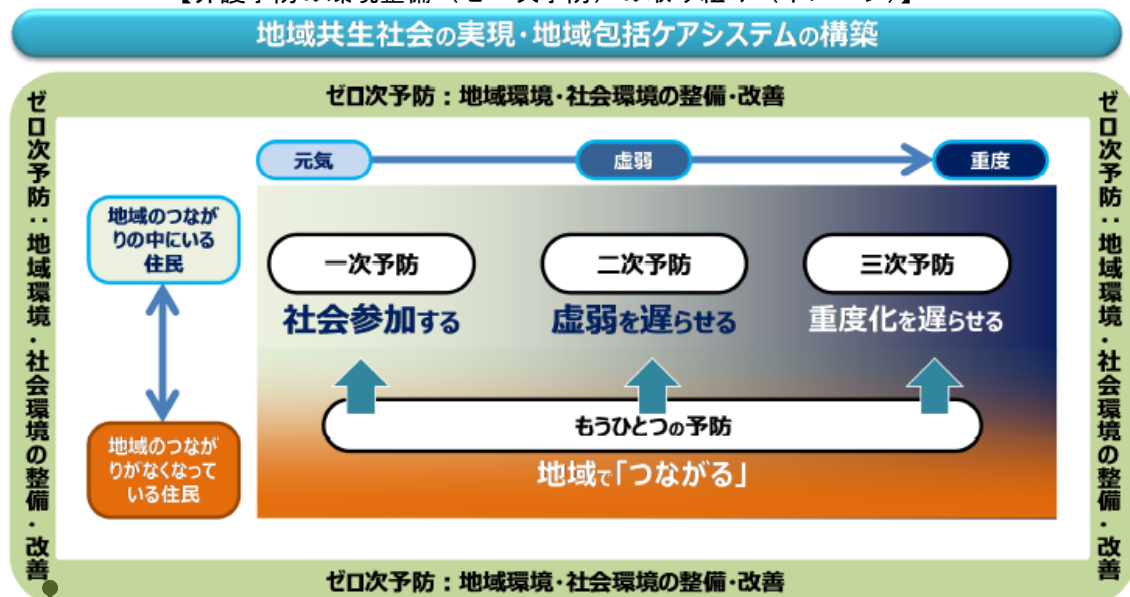 地域共生社会の実現・地域包括ケアシステムの構築
ゼロ次予防：地域環境・社会環境の整備・改善
ゼロ次予防：地域環境・社会環境の整備・改善
ゼロ次予防：地域環境・社会環境の整備・改善
元気
虚弱
重度
地域のつなが
りの中にいる
住民
一次予防
二次予防
三次予防
社会参加する
虚弱を遅らせる
重度化を遅らせる
地域のつなが
りがなくなって
いる住民
もうひとつの予防
地域で「つながる」
ゼロ次予防：地域環境・社会環境の整備・改善